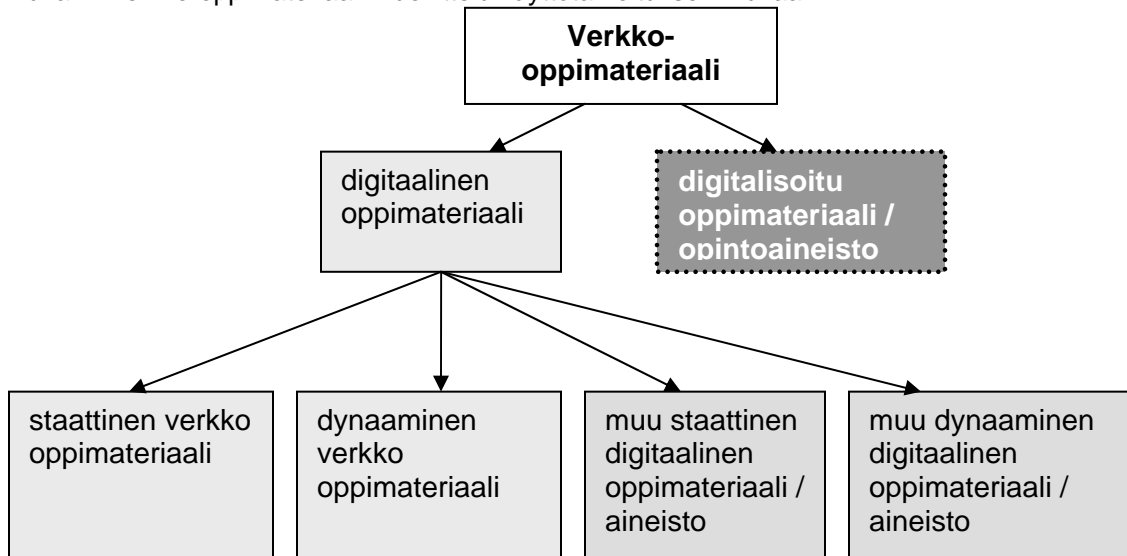 Verkko-
oppimateriaali
digitaalinen
oppimateriaali
digitalisoitu
oppimateriaali /
opintoaineisto
staattinen verkko
oppimateriaali
dynaaminen
verkko
oppimateriaali
muu staattinen
digitaalinen
oppimateriaali /
aineisto
muu dynaaminen
digitaalinen
oppimateriaali /
aineisto